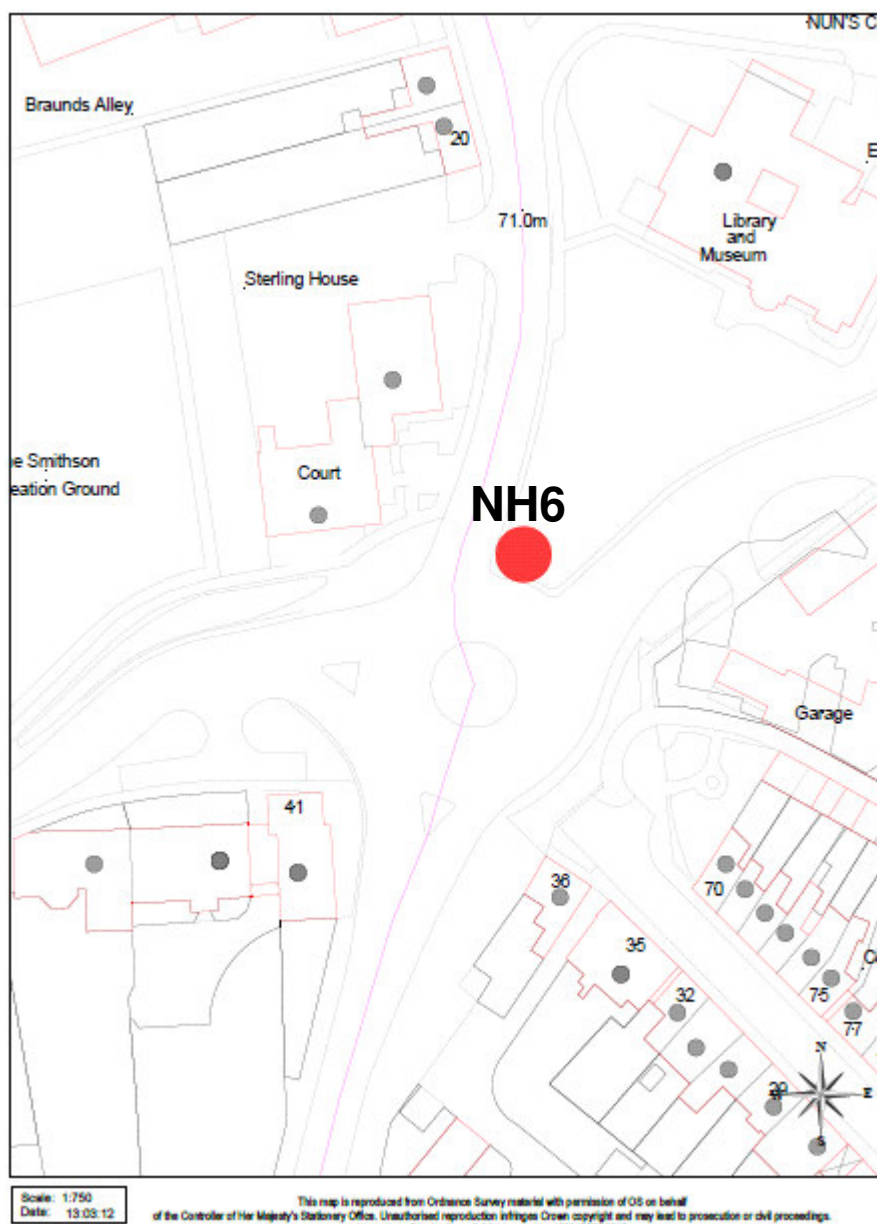 NUN'S C
Braunds Alley
20
E
71.0m
Library
and
Museum
Sterling House
e Smithson
eation Ground
Court
NH6
Garage
41
36
70
35
75
32
77
N
E
S
Scale: 1:750
Date: 13:03:12
This map is reproduced from Ordnance Survey material with permission of OS on behalf
of the Controller of Her Majesty's Stationery Office. Unauthorised reproduction infringes Crown copyright and may lead to prosecution or civil proceedings.